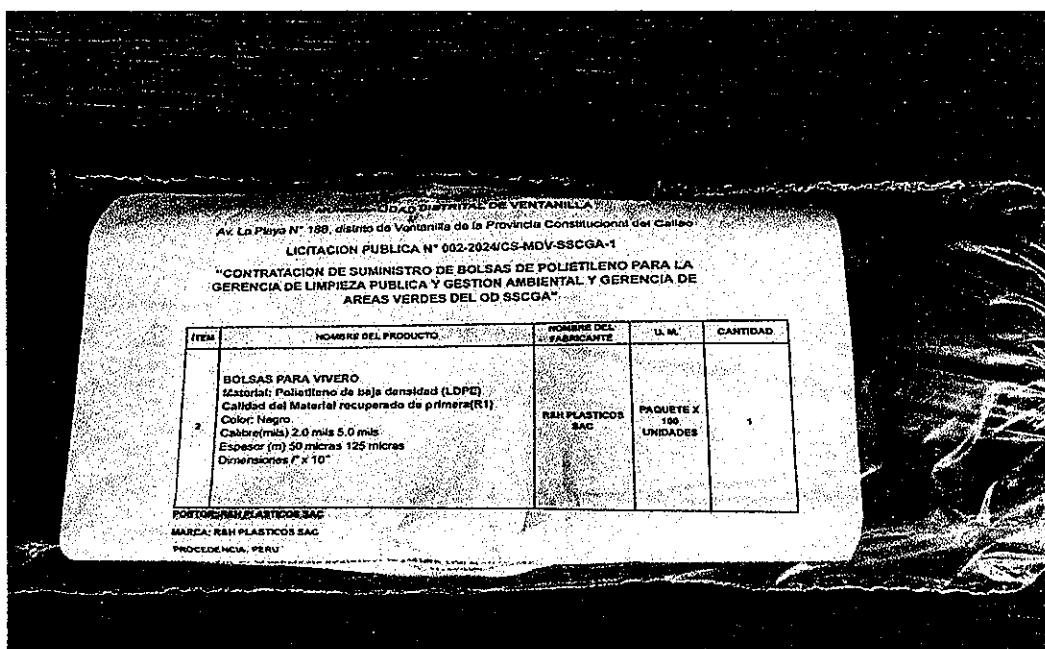 DISTRITAL DE VENTANILLA
Av. La Playa N° 188, distrito de Ventanilla de la Provincia Constitucional del Callao
LICITACION PUBLICA N° 002-2024/CS-MDV-SSCGA-1
"CONTRATACION DE SUMINISTRO DE BOLSAS DE POLIETILENO PARA LA
GERENCIA DE LIMPIEZA PUBLICA Y GESTION AMBIENTAL Y GERENCIA DE
AREAS VERDES DEL OD SSCGA"
ITEM NOMBRE DEL PRODUCTO NOMBRE DEL FABRICANTE U. M. CANTIDAD
BOLSAS PARA VIVERO
Material: Polietileno de baja densidad (LDPE)
Calidad del Material recuperado de primera(R1)
Color: Negro
Calibre(mils) 2.0 mils 5.0 mils
Espesor (m) 50 micras 125 micras
Dimensiones x 10"
2
R&H PLASTICOS
SAC
PAQUETE X
100
UNIDADES
1
POSTOR: R&H PLASTICOS SAC
MARCA: R&H PLASTICOS SAC
PROCEDENCIA: PERU